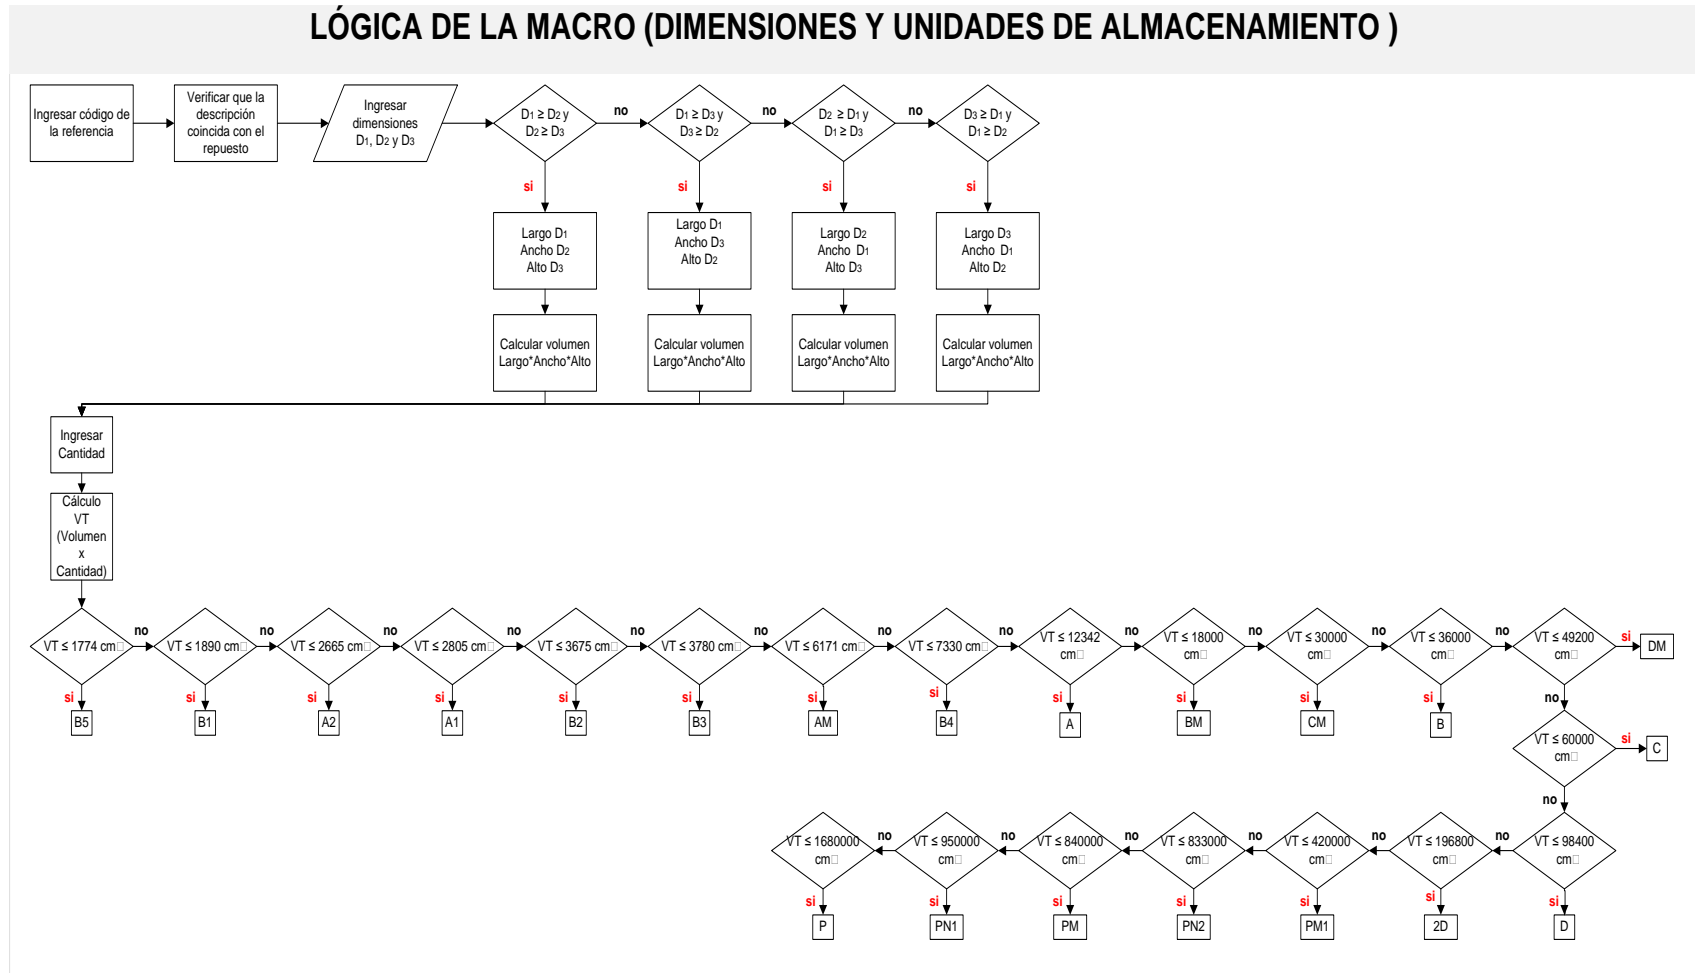 LÓGICA DE LA MACRO (DIMENSIONES Y UNIDADES DE ALMACENAMIENTO )
Ingresar código de
la referencia
Verificar que la
descripción
coincida con el
repuesto
Ingresar
dimensiones
D1, D2 y D3
D1 ≥ D2 y
D2 ≥ D3
no
D1 ≥ D3 y
D3 ≥ D2
no
D2 ≥ D1 y
D1 ≥ D3
no
D3 ≥ D1 y
D1 ≥ D2
si
si
si
si
Largo D1
Ancho D2
Alto D3
Largo D1
Ancho D3
Alto D2
Largo D2
Ancho D1
Alto D3
Largo D3
Ancho D1
Alto D2
Calcular volumen
Largo*Ancho*Alto
Calcular volumen
Largo*Ancho*Alto
Calcular volumen
Largo*Ancho*Alto
Calcular volumen
Largo*Ancho*Alto
Ingresar
Cantidad
Cálculo
VT
(Volumen
x
Cantidad)
VT ≤ 1774 cm□
no
VT ≤ 1890 cm□
no
VT ≤ 2665 cm□
no
VT ≤ 2805 cm□
no
VT ≤ 3675 cm□
no
VT ≤ 3780 cm□
no
VT ≤ 6171 cm□
no
VT ≤ 7330 cm□
no
VT ≤ 12342
cm□
no
VT ≤ 18000
cm□
no
VT ≤ 30000
cm□
no
VT ≤ 36000
cm□
no
VT ≤ 49200
cm□
si
DM
si
B5
si
B1
si
A2
si
A1
si
B2
si
B3
si
AM
si
B4
si
A
si
BM
si
CM
si
B
no
VT ≤ 60000
cm□
si
C
no
VT ≤ 1680000
cm□
no
VT ≤ 950000
cm□
no
VT ≤ 840000
cm□
no
VT ≤ 833000
cm□
no
VT ≤ 420000
cm□
no
VT ≤ 196800
cm□
no
VT ≤ 98400
cm□
si
P
si
PN1
si
PM
si
PN2
si
PM1
si
2D
si
D